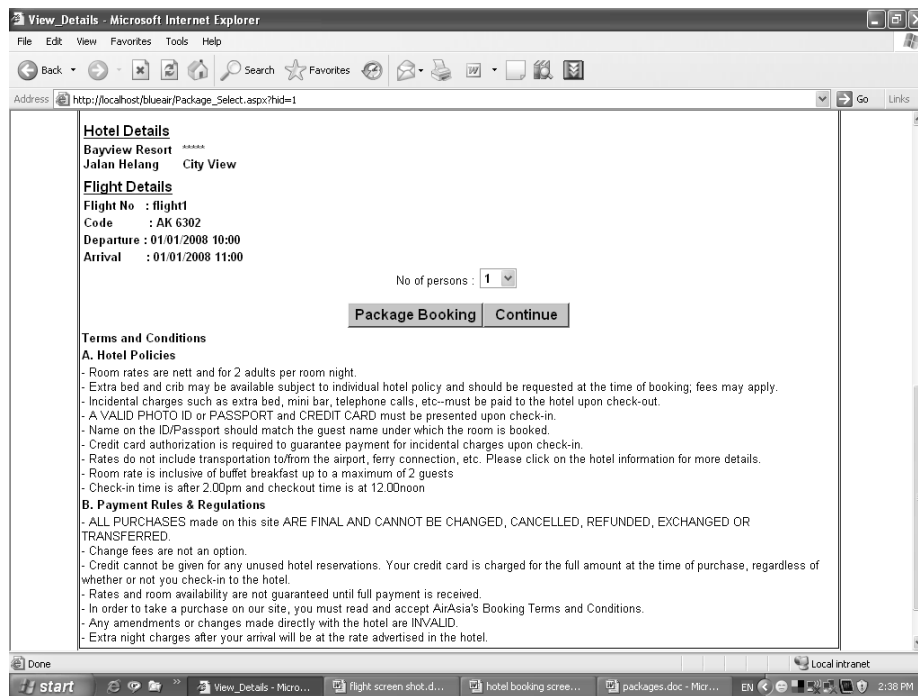 View_Details - Microsoft Internet Explorer
File Edit View Favorites Tools Help
Back Search Favorites
Address http://localhost/blueair/Package_Select.aspx?hid=1 Go Links
Hotel Details
Bayview Resort *****
Jalan Helang City View
Flight Details
Flight No : flight1
Code : AK 6302
Departure : 01/01/2008 10:00
Arrival : 01/01/2008 11:00
No of persons : 1
Package Booking Continue
Terms and Conditions
A. Hotel Policies
- Room rates are nett and for 2 adults per room night.
- Extra bed and crib may be available subject to individual hotel policy and should be requested at the time of booking; fees may apply.
- Incidental charges such as extra bed, mini bar, telephone calls, etc--must be paid to the hotel upon check-out.
- A VALID PHOTO ID or PASSPORT and CREDIT CARD must be presented upon check-in.
- Name on the ID/Passport should match the guest name under which the room is booked.
- Credit card authorization is required to guarantee payment for incidental charges upon check-in.
- Rates do not include transportation to/from the airport, ferry connection, etc. Please click on the hotel information for more details.
- Room rate is inclusive of buffet breakfast up to a maximum of 2 guests
- Check-in time is after 2.00pm and checkout time is at 12.00noon
B. Payment Rules & Regulations
- ALL PURCHASES made on this site ARE FINAL AND CANNOT BE CHANGED, CANCELLED, REFUNDED, EXCHANGED OR
TRANSFERRED.
- Change fees are not an option.
- Credit cannot be given for any unused hotel reservations. Your credit card is charged for the full amount at the time of purchase, regardless of
whether or not you check-in to the hotel.
- Rates and room availability are not guaranteed until full payment is received.
- In order to take a purchase on our site, you must read and accept AirAsia's Booking Terms and Conditions.
- Any amendments or changes made directly with the hotel are INVALID.
- Extra night charges after your arrival will be at the rate advertised in the hotel.
Done Local intranet
start View_Details - Micro... flight screen shot.d... hotel booking scree... packages.doc - Micr... EN 2:38 PM